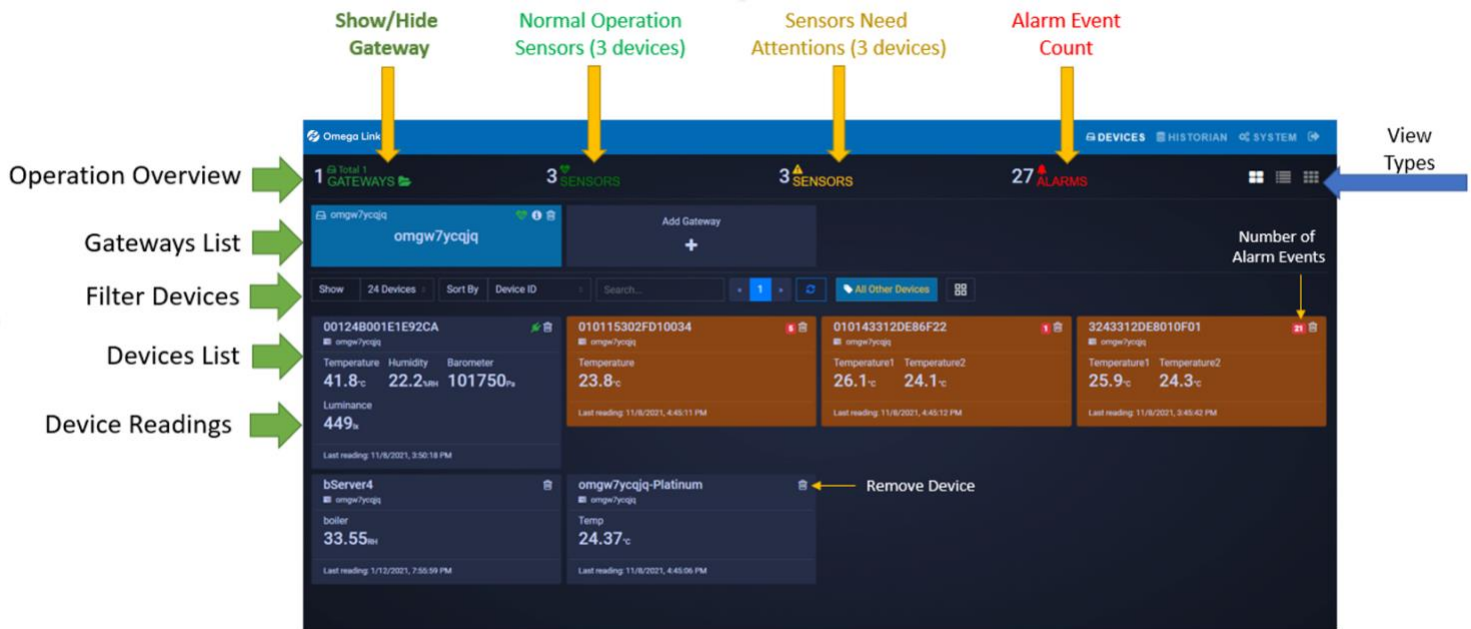 Show/Hide
Gateway
Normal Operation
Sensors (3 devices)
Sensors Need
Attentions (3 devices)
Alarm Event
Count
Omega Link
DEVICES HISTORIAN SYSTEM
View
Types
Operation Overview
1 Total 1
GATEWAYS
3 SENSORS
3 SENSORS
27 ALARMS
Gateways List
omgw7ycqjq
omgw7ycqjq
Add Gateway
+
Number of
Alarm Events
Filter Devices
Show 24 Devices Sort By Device ID Search... « 1 » All Other Devices
Devices List
00124B001E1E92CA
omgw7ycqjq
Temperature Humidity Barometer
41.8°C 22.2%RH 101750Pa
Luminance
449lx
Last reading: 11/8/2021, 3:50:18 PM
010115302FD10034 5
omgw7ycqjq
Temperature
23.8°C
Last reading: 11/8/2021, 4:45:11 PM
010143312DE86F22 1
omgw7ycqjq
Temperature1 Temperature2
26.1°C 24.1°C
Last reading: 11/8/2021, 4:45:12 PM
3243312DE8010F01 21
omgw7ycqjq
Temperature1 Temperature2
25.9°C 24.3°C
Last reading: 11/8/2021, 3:45:42 PM
Device Readings
bServer4
omgw7ycqjq
boiler
33.55RH
Last reading: 1/12/2021, 7:55:59 PM
omgw7ycqjq-Platinum
omgw7ycqjq
Temp
24.37°C
Last reading: 11/8/2021, 4:45:06 PM
Remove Device